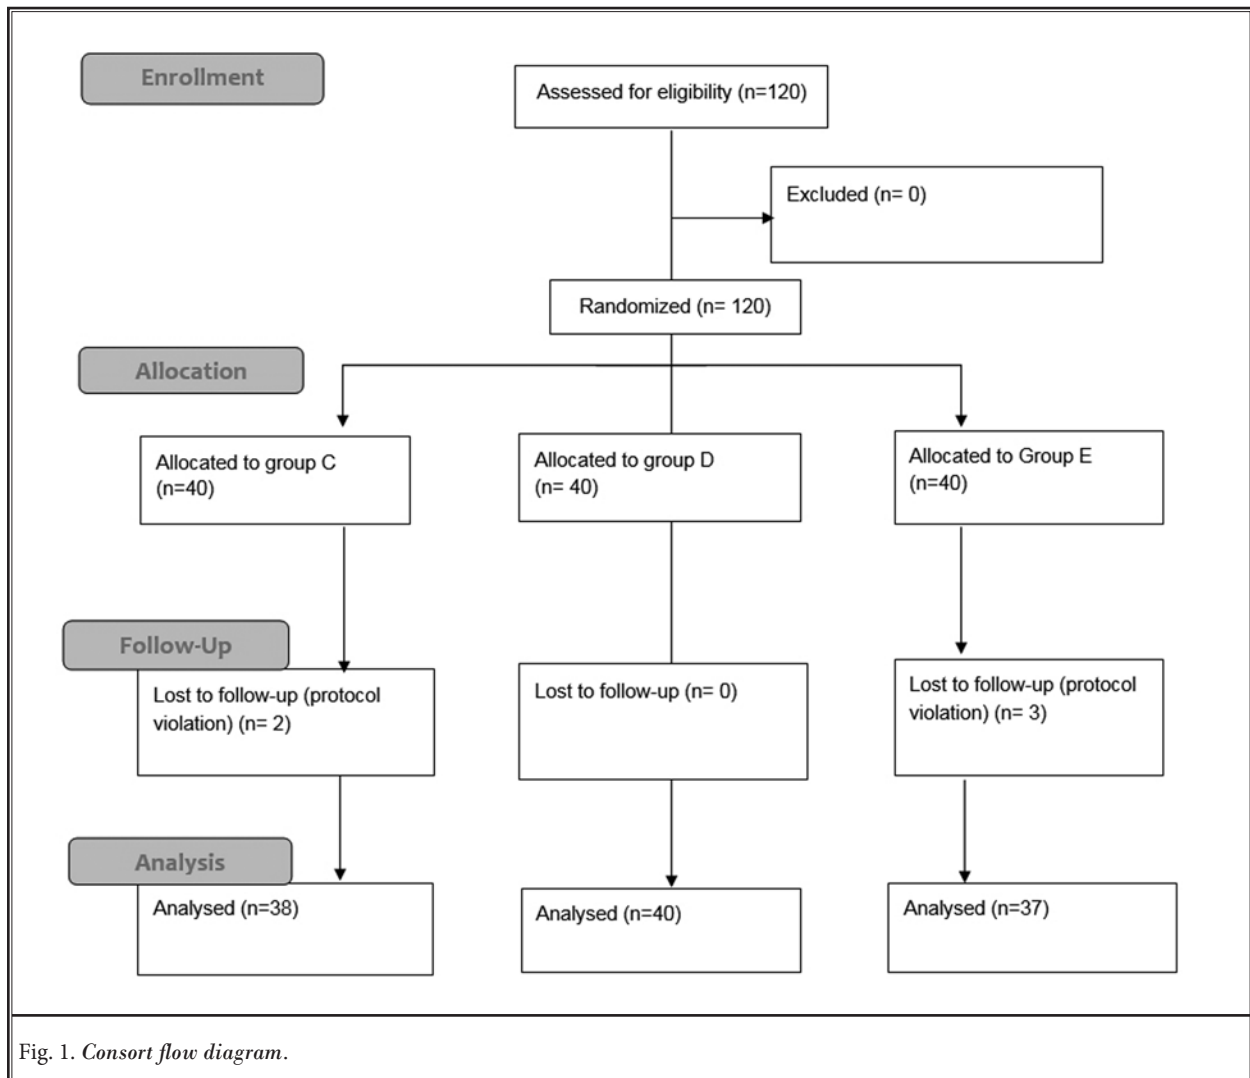 Enrollment
Assessed for eligibility (n=120)
Excluded (n= 0)
Randomized (n= 120)
Allocation
Allocated to group C
(n=40)
Allocated to group D
(n= 40)
Allocated to Group E
(n=40)
Follow-Up
Lost to follow-up (protocol
violation) (n= 2)
Lost to follow-up (n= 0)
Lost to follow-up (protocol
violation) (n= 3)
Analysis
Analysed (n=38)
Analysed (n=40)
Analysed (n=37)
Fig. 1. Consort flow diagram.